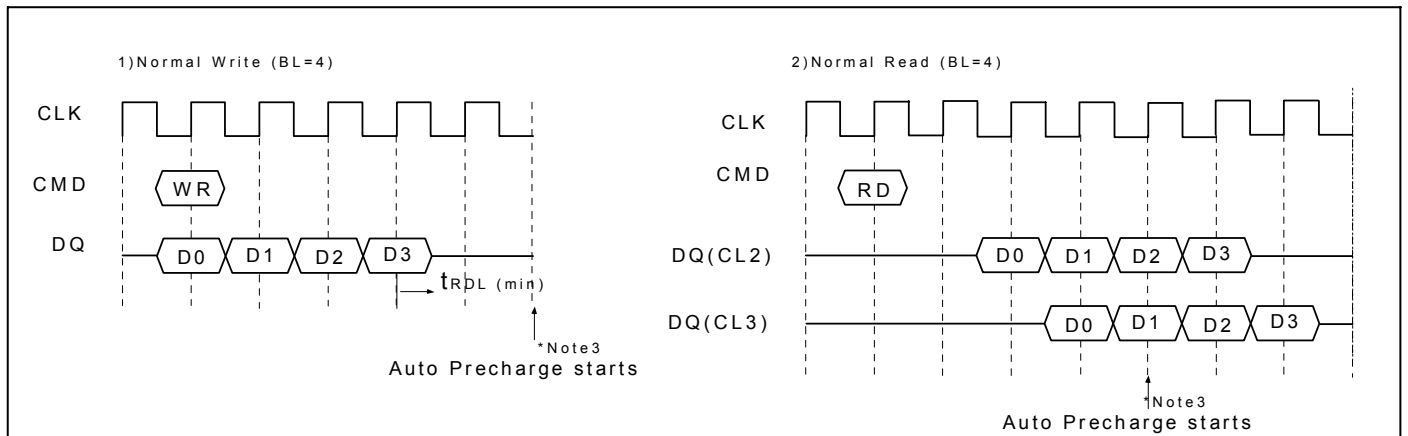 1)Normal Write (BL=4)
CLK
CMD
WR
DQ
D0 D1 D2 D3
tRDL (min)
*Note3
Auto Precharge starts
2)Normal Read (BL=4)
CLK
CMD
RD
DQ(CL2)
D0 D1 D2 D3
DQ(CL3)
D0 D1 D2 D3
*Note3
Auto Precharge starts